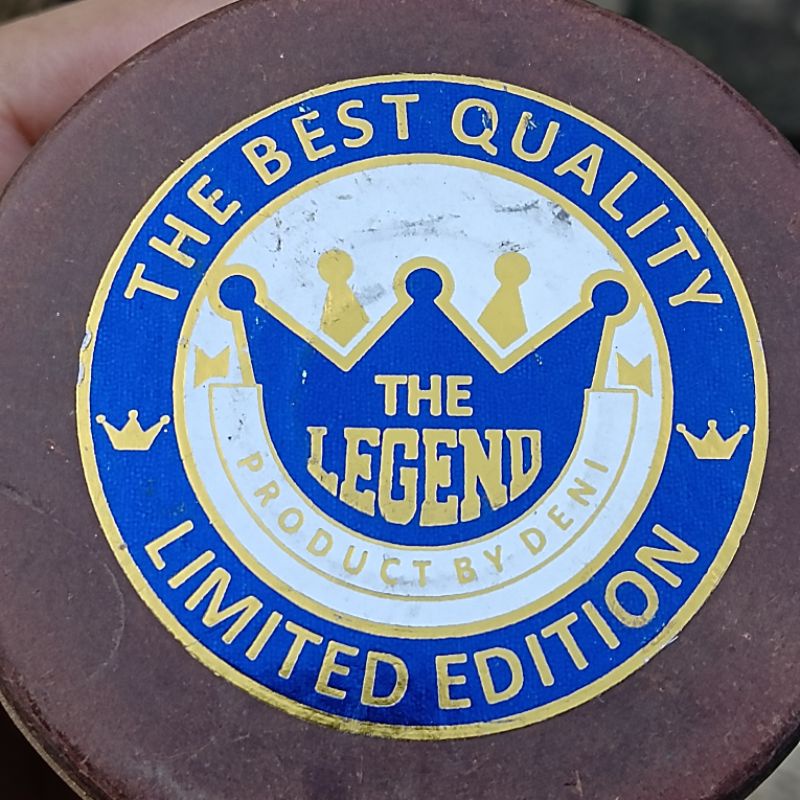 THE BEST QUALITY
THE
LEGEND
PRODUCT BY DENI
LIMITED EDITION